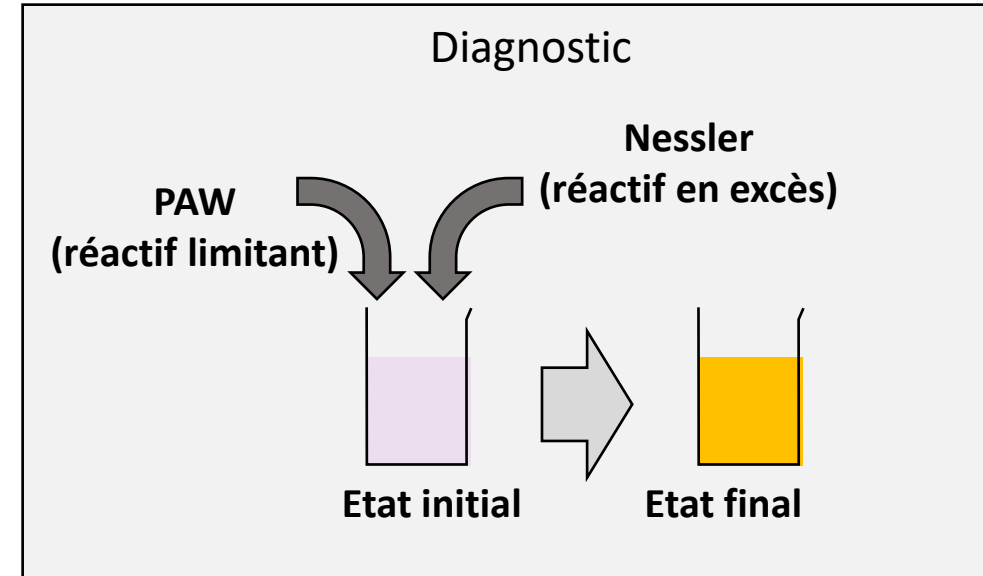 Diagnostic
Nessler
(réactif en excès)
PAW
(réactif limitant)
Etat initial
Etat final